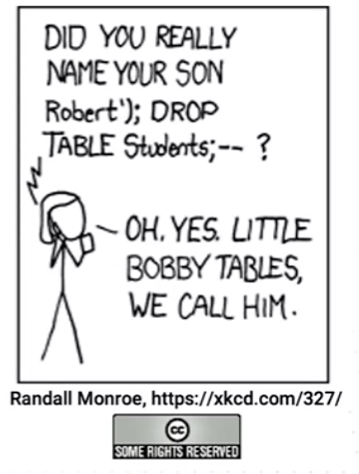 DID YOU REALLY
NAME YOUR SON
Robert'); DROP
TABLE Students;-- ?
OH. YES. LITTLE
BOBBY TABLES,
WE CALL HIM.
Randall Monroe, https://xkcd.com/327/
cc
SOME RIGHTS RESERVED